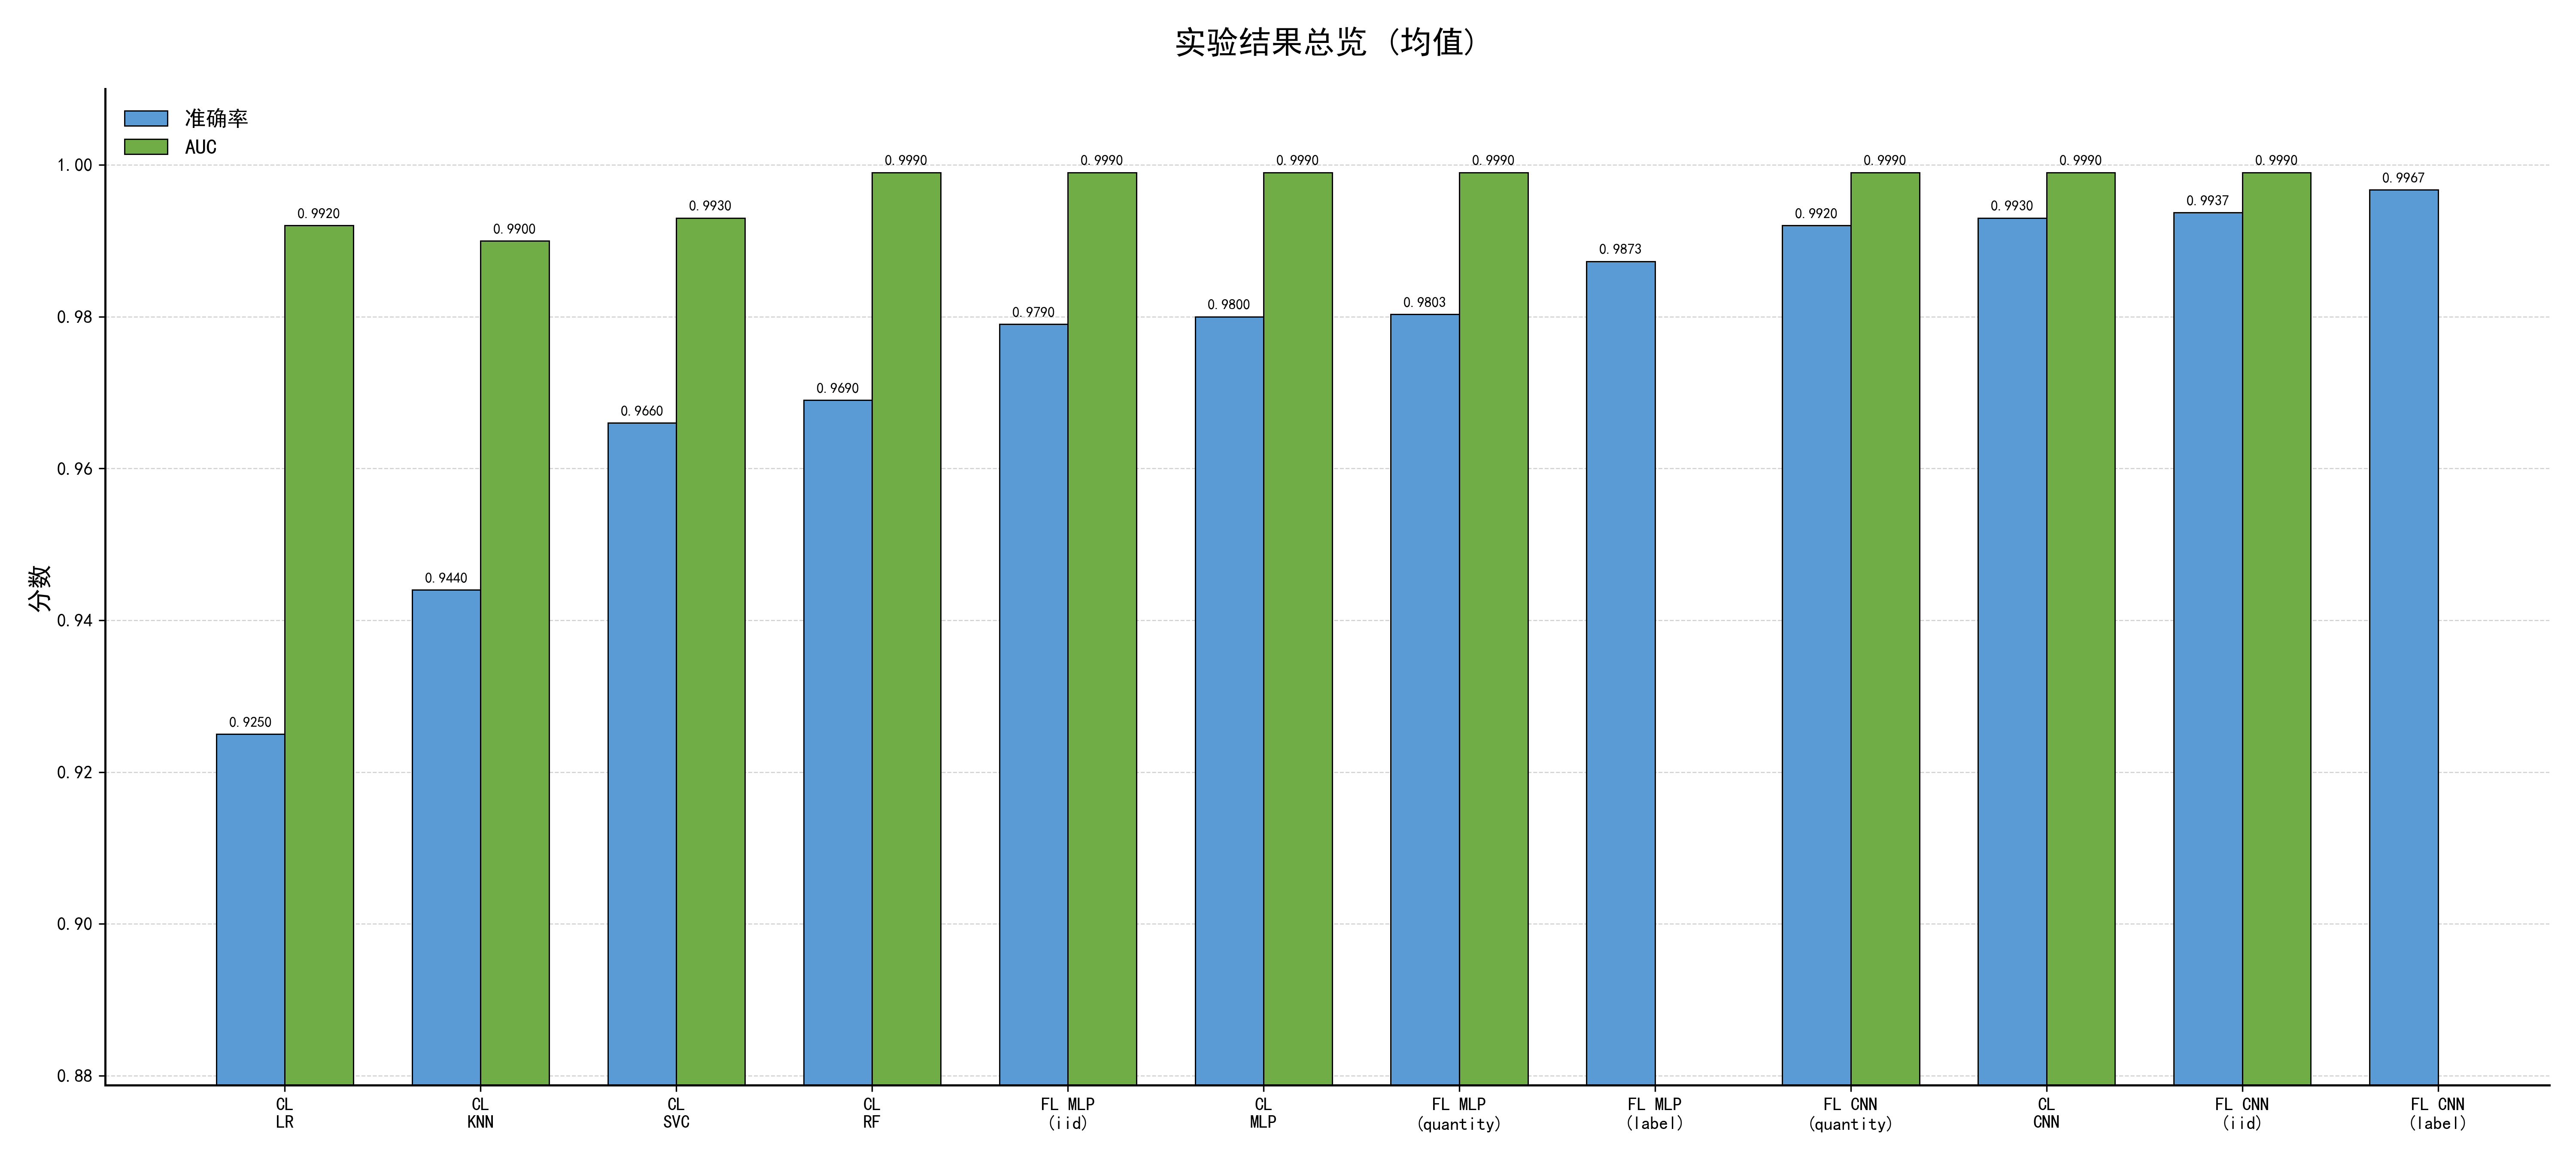 实验结果总览 (均值)
准确率
AUC
分数
1.00
0.98
0.96
0.94
0.92
0.90
0.88
0.9250
0.9920
0.9440
0.9900
0.9660
0.9930
0.9690
0.9990
0.9790
0.9990
0.9800
0.9990
0.9803
0.9990
0.9873
0.9920
0.9990
0.9930
0.9990
0.9937
0.9990
0.9967
CL
LR
CL
KNN
CL
SVC
CL
RF
FL MLP
(iid)
CL
MLP
FL MLP
(quantity)
FL MLP
(label)
FL CNN
(quantity)
CL
CNN
FL CNN
(iid)
FL CNN
(label)